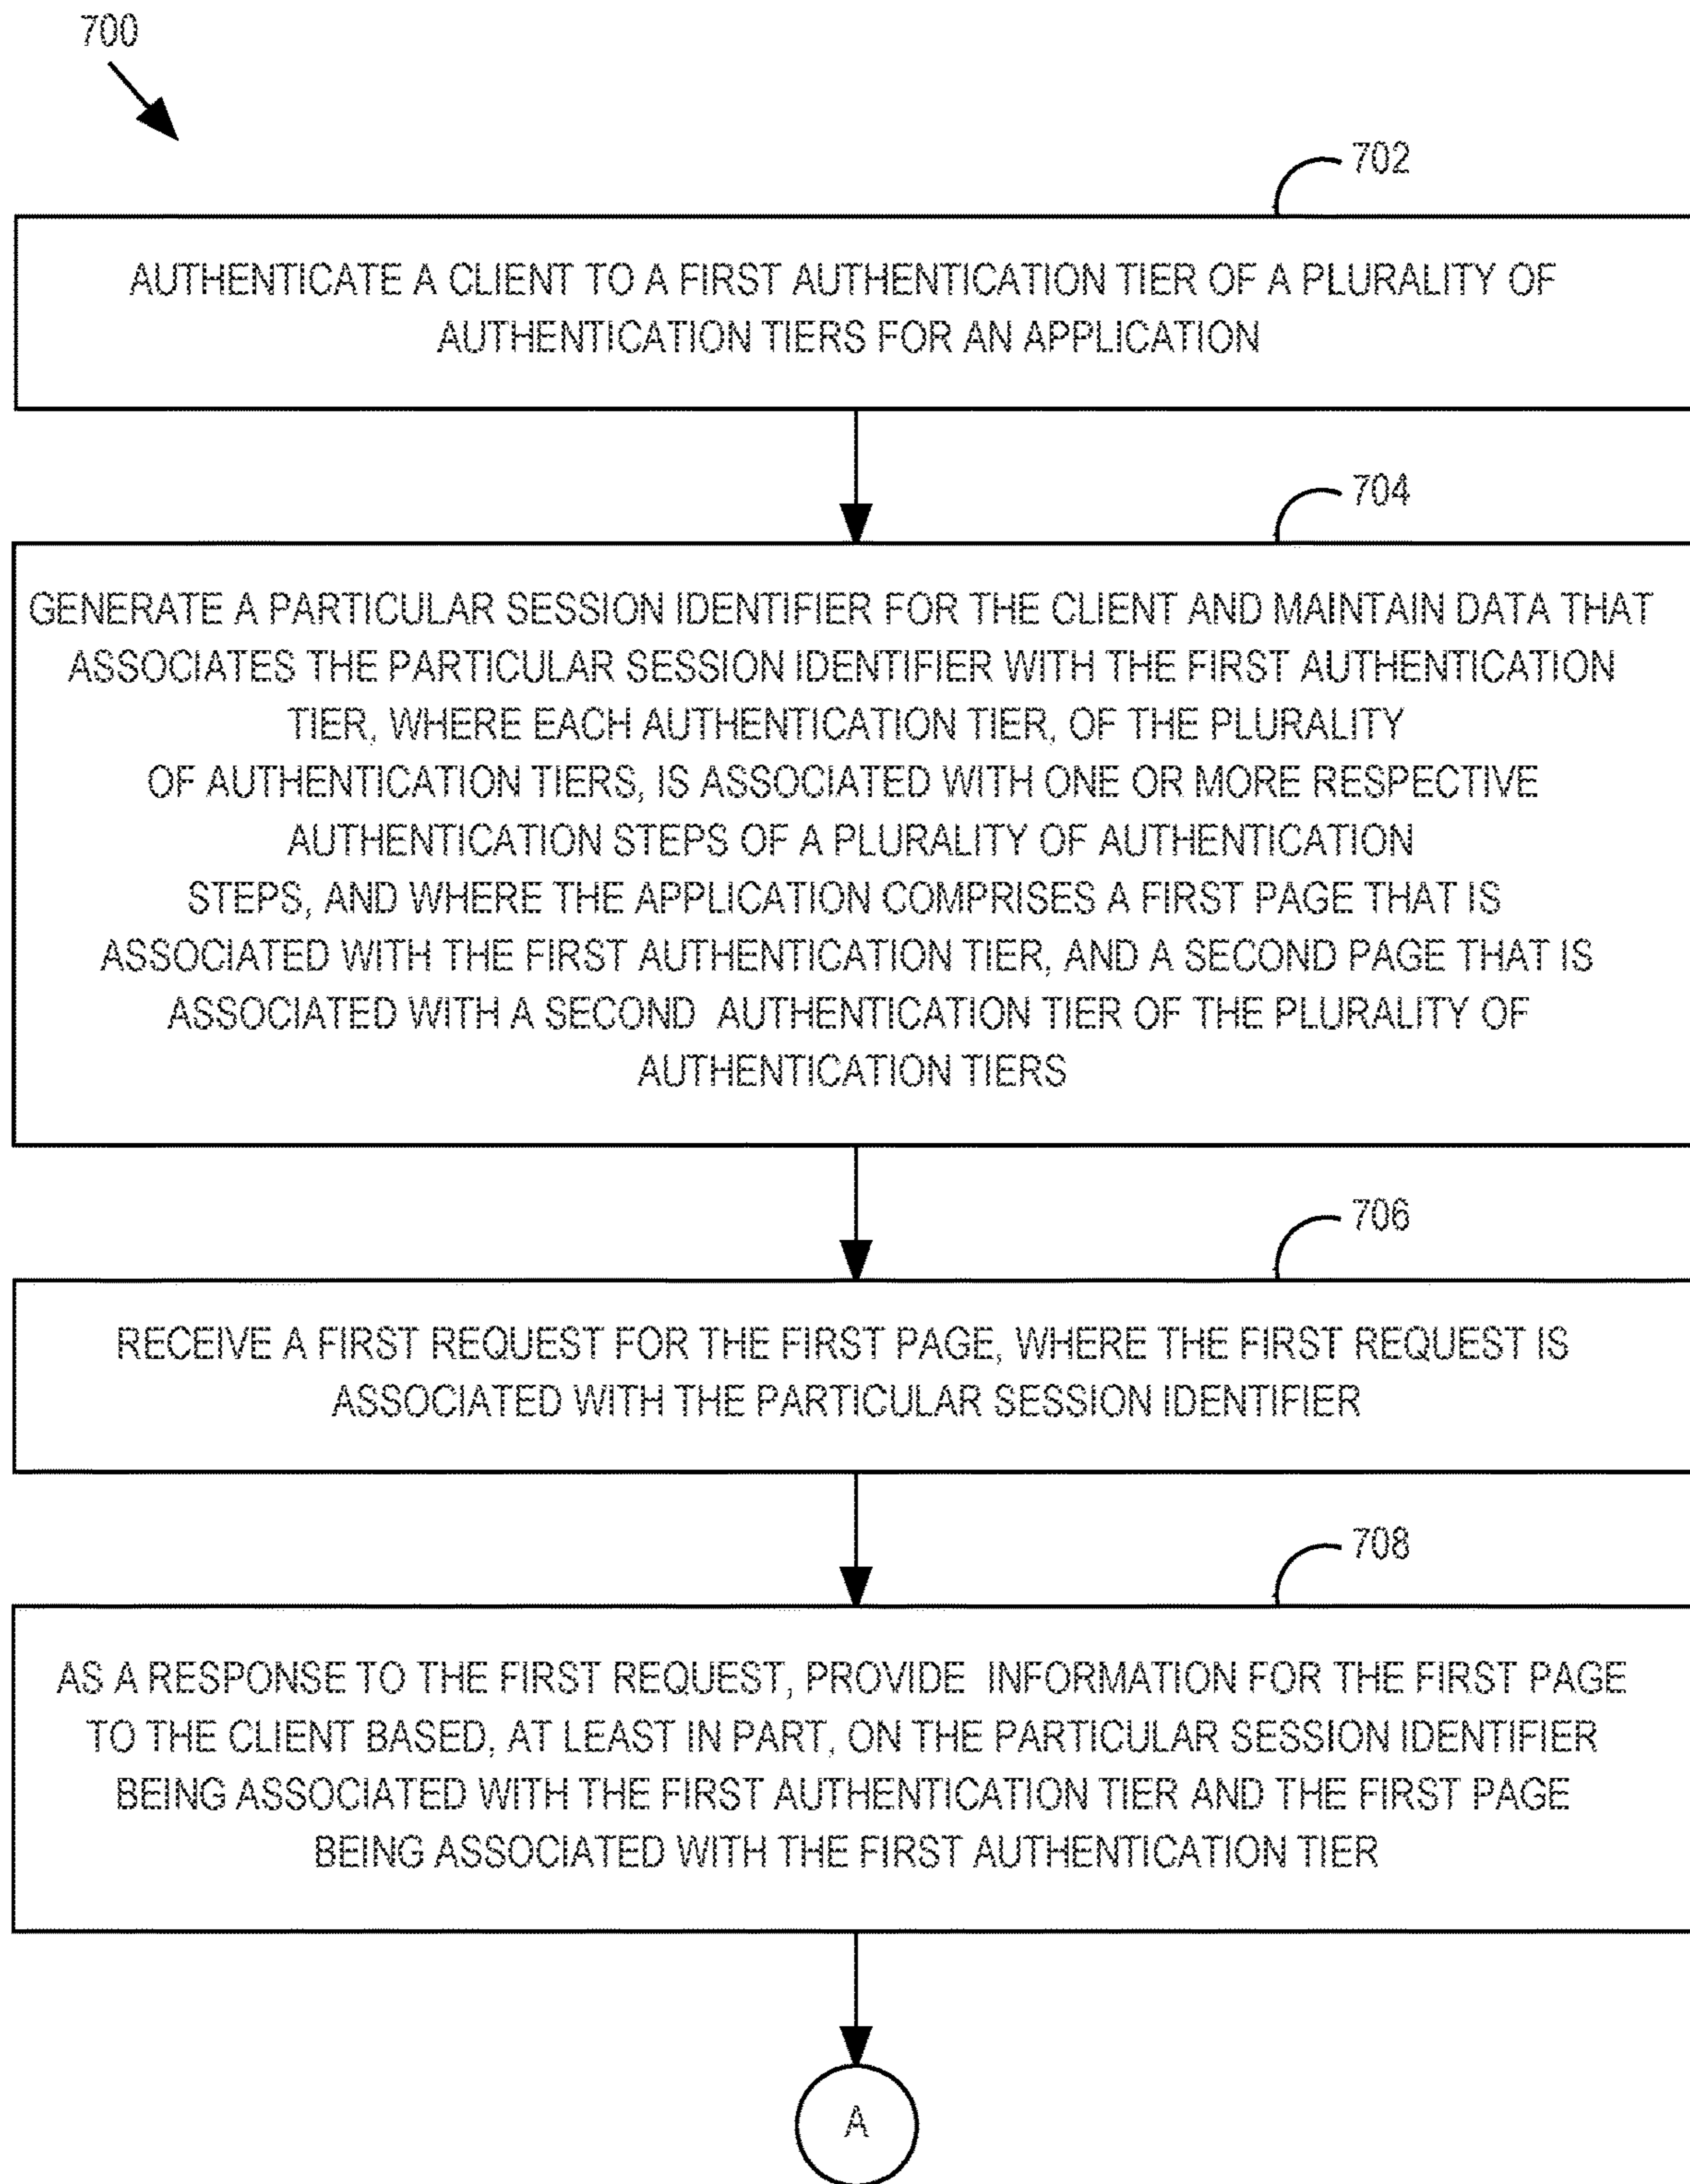 700
702
AUTHENTICATE A CLIENT TO A FIRST AUTHENTICATION TIER OF A PLURALITY OF
AUTHENTICATION TIERS FOR AN APPLICATION
704
GENERATE A PARTICULAR SESSION IDENTIFIER FOR THE CLIENT AND MAINTAIN DATA THAT
ASSOCIATES THE PARTICULAR SESSION IDENTIFIER WITH THE FIRST AUTHENTICATION
TIER, WHERE EACH AUTHENTICATION TIER, OF THE PLURALITY
OF AUTHENTICATION TIERS, IS ASSOCIATED WITH ONE OR MORE RESPECTIVE
AUTHENTICATION STEPS OF A PLURALITY OF AUTHENTICATION
STEPS, AND WHERE THE APPLICATION COMPRISES A FIRST PAGE THAT IS
ASSOCIATED WITH THE FIRST AUTHENTICATION TIER, AND A SECOND PAGE THAT IS
ASSOCIATED WITH A SECOND AUTHENTICATION TIER OF THE PLURALITY OF
AUTHENTICATION TIERS
706
RECEIVE A FIRST REQUEST FOR THE FIRST PAGE, WHERE THE FIRST REQUEST IS
ASSOCIATED WITH THE PARTICULAR SESSION IDENTIFIER
708
AS A RESPONSE TO THE FIRST REQUEST, PROVIDE INFORMATION FOR THE FIRST PAGE
TO THE CLIENT BASED, AT LEAST IN PART, ON THE PARTICULAR SESSION IDENTIFIER
BEING ASSOCIATED WITH THE FIRST AUTHENTICATION TIER AND THE FIRST PAGE
BEING ASSOCIATED WITH THE FIRST AUTHENTICATION TIER
A